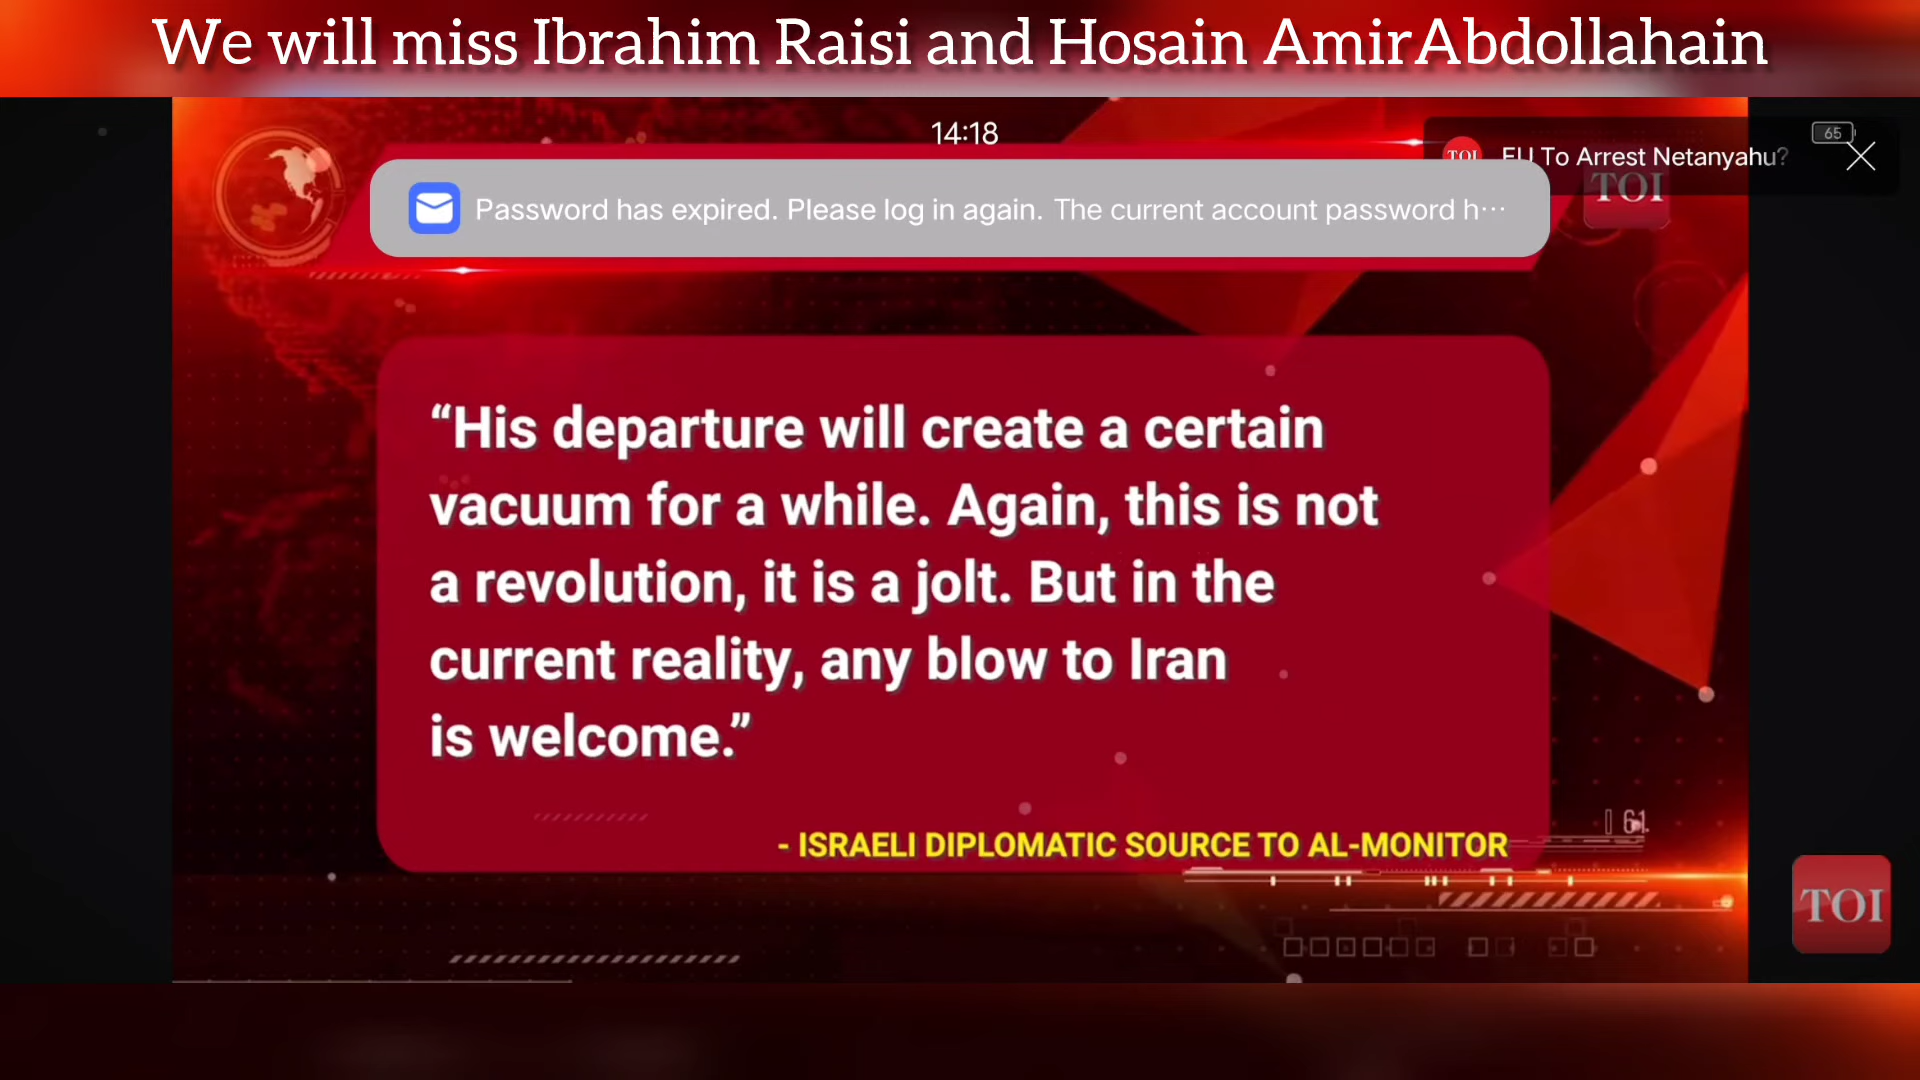 We will miss Ibrahim Raisi and Hosain AmirAbdollahain
14:18
65
TOI EU To Arrest Netanyahu?
TOI
Password has expired. Please log in again. The current account password h···
“His departure will create a certain
vacuum for a while. Again, this is not
a revolution, it is a jolt. But in the
current reality, any blow to Iran
is welcome.”
- ISRAELI DIPLOMATIC SOURCE TO AL-MONITOR
61
TOI